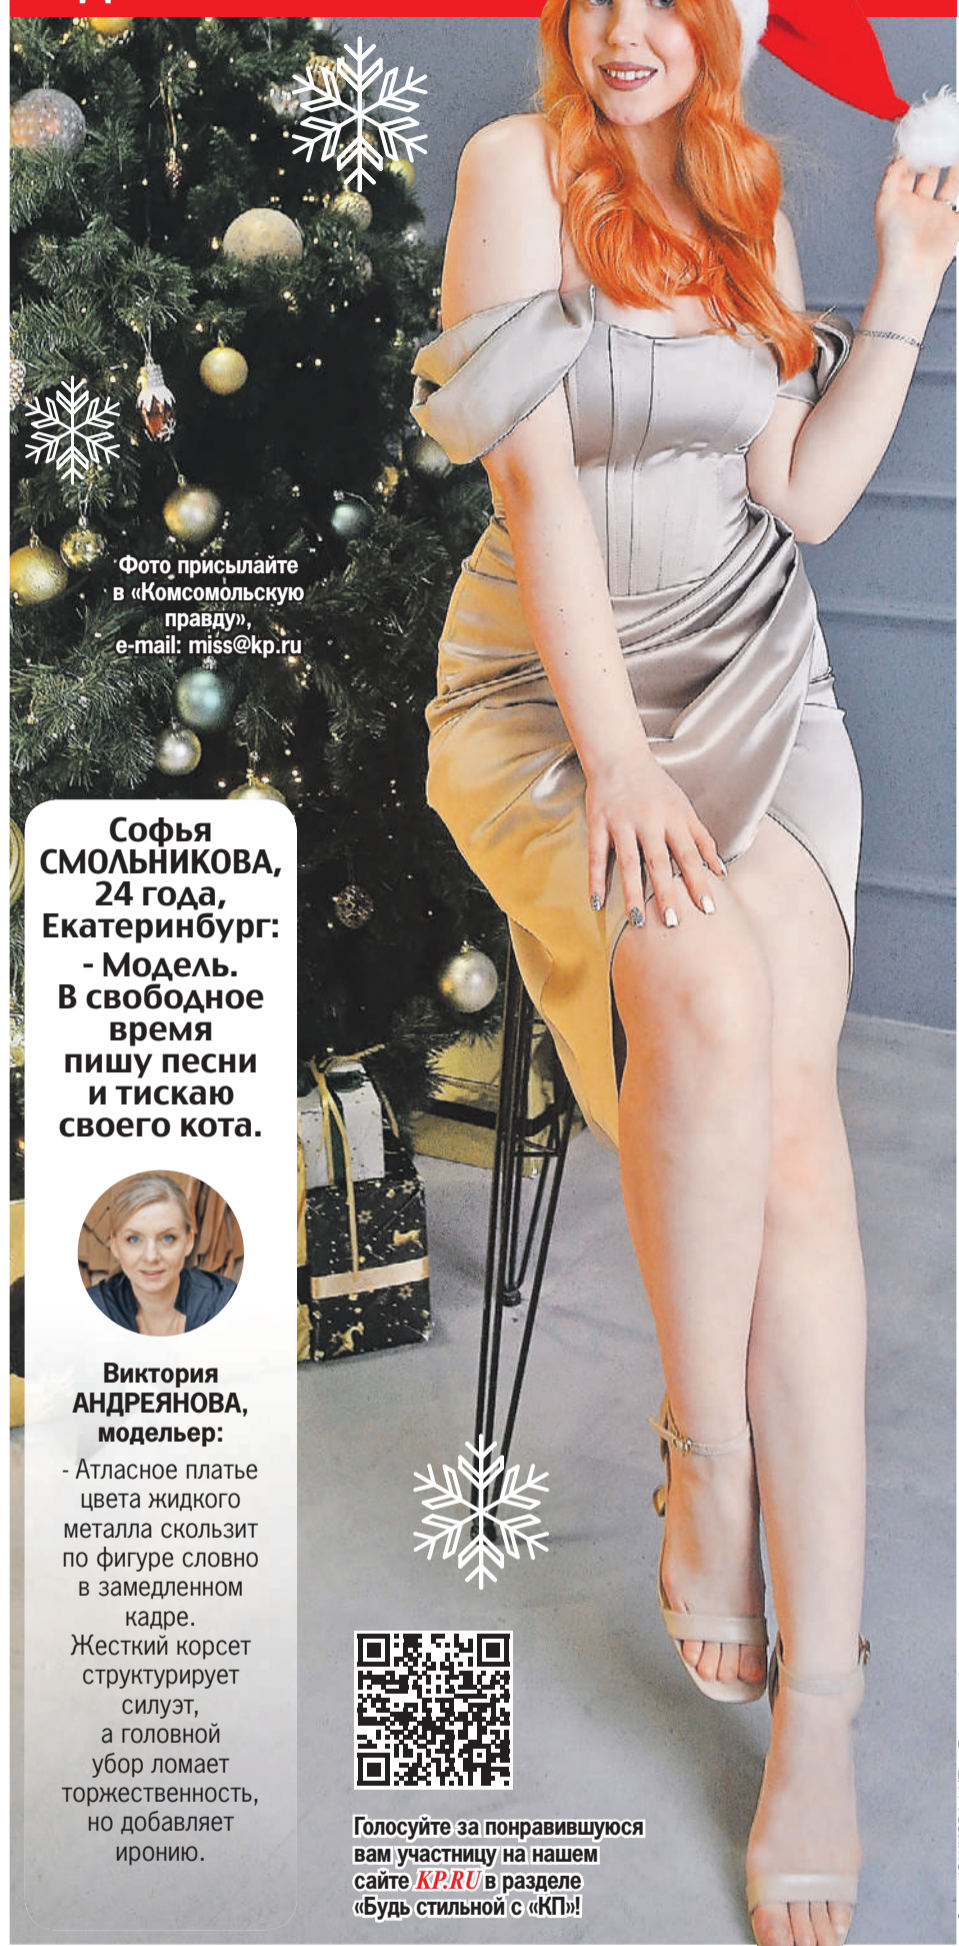 Фото присылайте
в «Комсомольскую
правду»,
e-mail: miss@kp.ru
Софья
СМОЛЬНИКОВА,
24 года,
Екатеринбург:
- Модель.
В свободное
время
пишу песни
и тискаю
своего кота.
Виктория
АНДРЕЯНОВА,
модельер:
- Атласное платье
цвета жидкого
металла скользит
по фигуре словно
в замедленном
кадре.
Жесткий корсет
структурирует
силуэт,
а головной
убор ломает
торжественность,
но добавляет
иронию.
Голосуйте за понравившуюся
вам участницу на нашем
сайте KP.RU в разделе
«Будь стильной с «КП»!